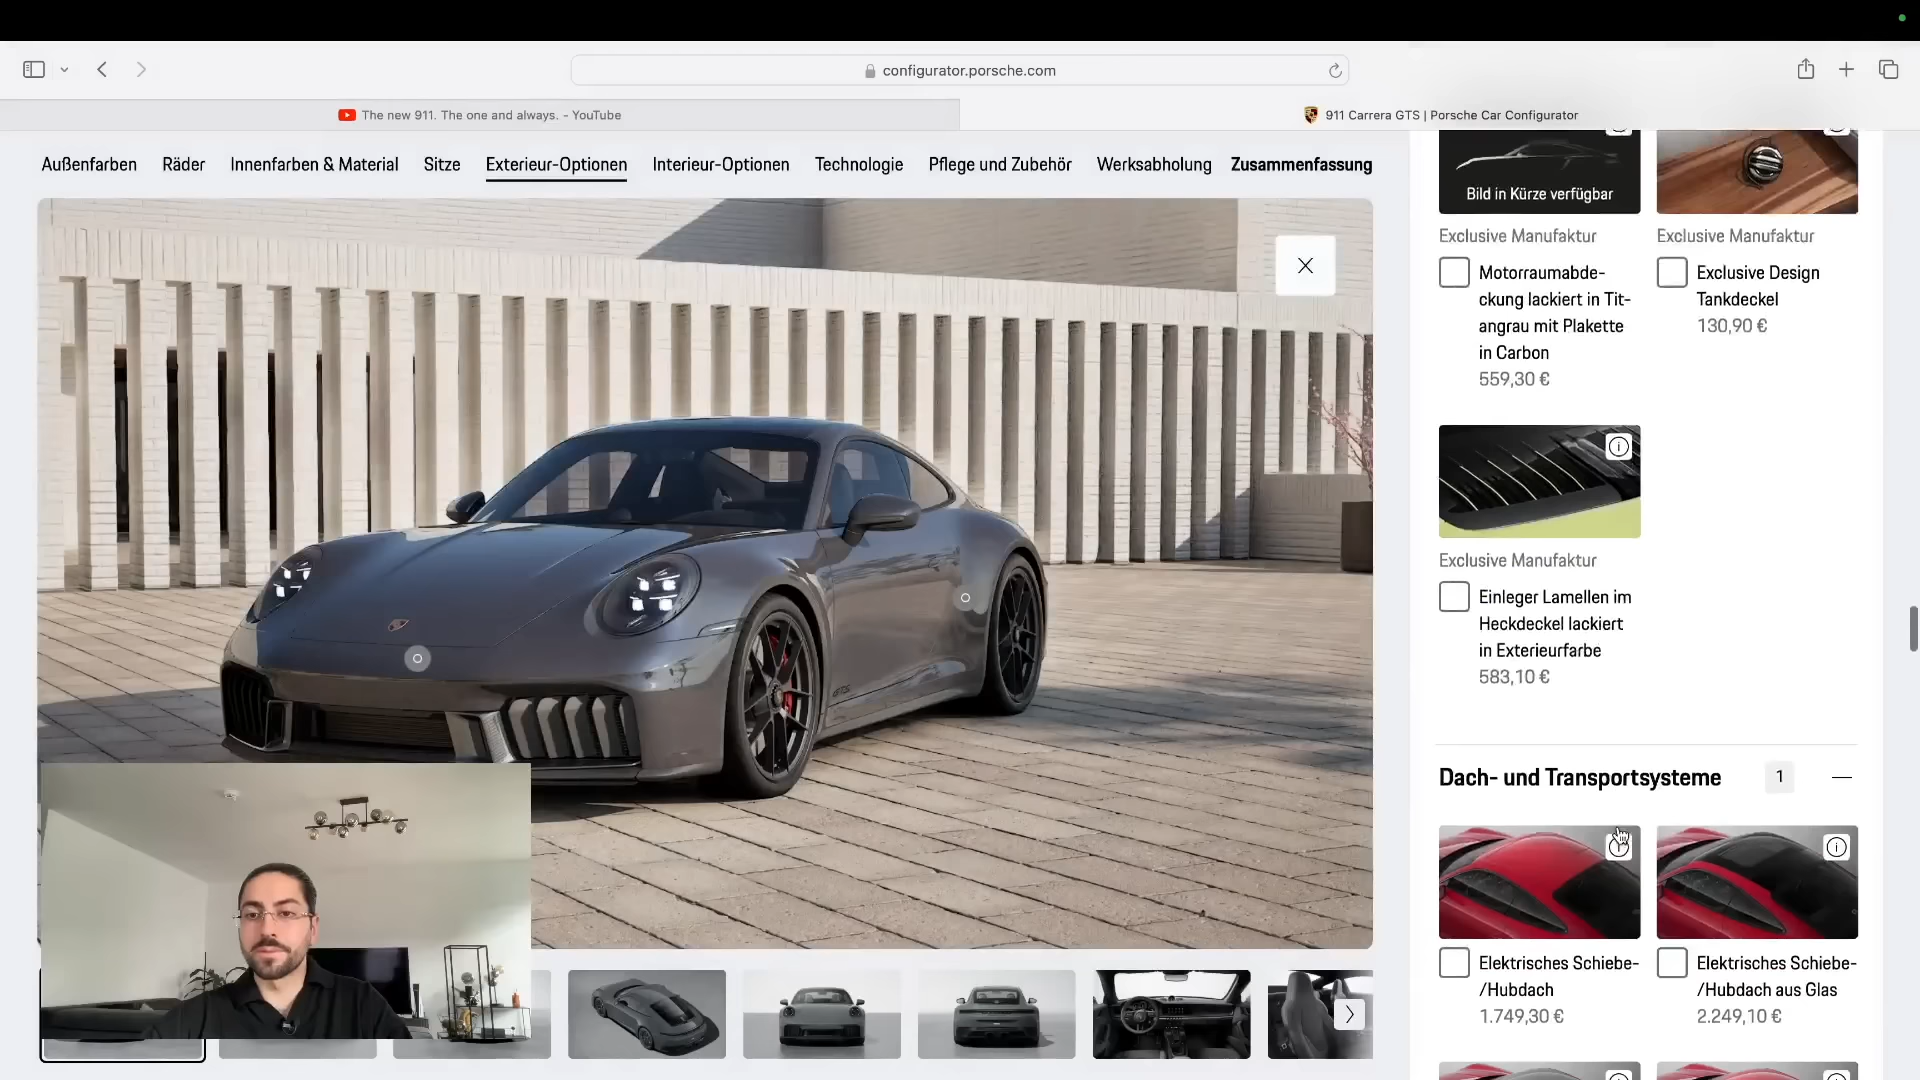 configurator.porsche.com
The new 911. The one and always. - YouTube
911 Carrera GTS | Porsche Car Configurator
Außenfarben
Räder
Innenfarben & Material
Sitze
Exterieur-Optionen
Interieur-Optionen
Technologie
Pflege und Zubehör
Werksabholung
Zusammenfassung
Bild in Kürze verfügbar
Exclusive Manufaktur
Motorraumabde-
ckung lackiert in Tit-
angrau mit Plakette
in Carbon
559,30 €
Exclusive Manufaktur
Exclusive Design
Tankdeckel
130,90 €
Exclusive Manufaktur
Einleger Lamellen im
Heckdeckel lackiert
in Exterieurfarbe
583,10 €
GTS
Dach- und Transportsysteme
1
Elektrisches Schiebe-
/Hubdach
1.749,30 €
Elektrisches Schiebe-
/Hubdach aus Glas
2.249,10 €